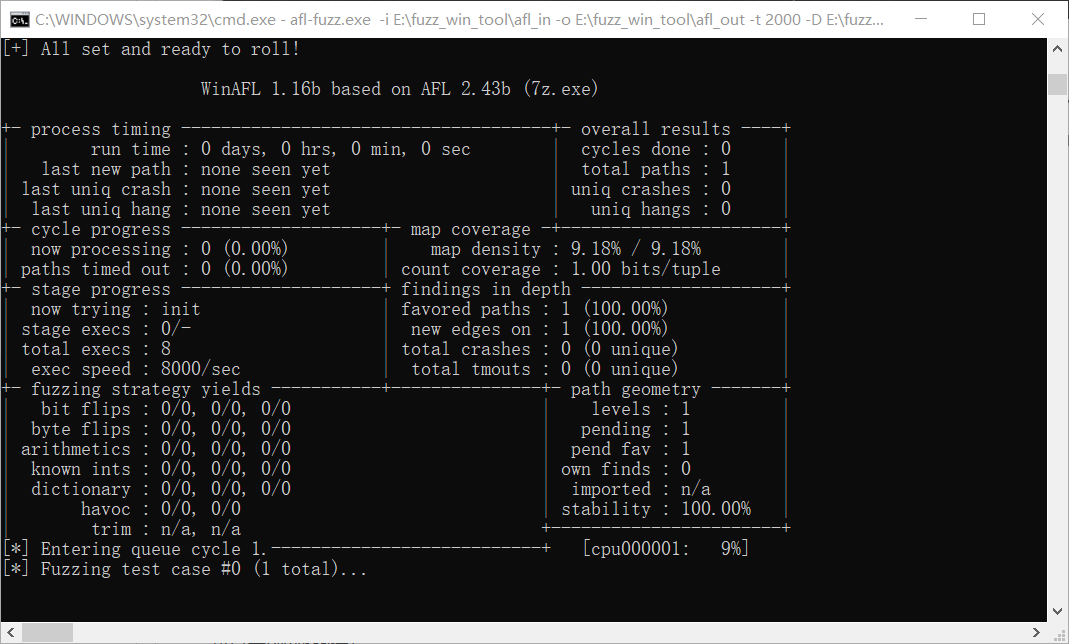 C:\WINDOWS\system32\cmd.exe - afl-fuzz.exe  -i E:\fuzz_win_tool\afl_in -o E:\fuzz_win_tool\afl_out -t 2000 -D E:\fuzz...
[+] All set and ready to roll!
WinAFL 1.16b based on AFL 2.43b (7z.exe)
+- process timing -------------------------------------+- overall results ----+
| run time : 0 days, 0 hrs, 0 min, 0 sec | cycles done : 0 |
| last new path : none seen yet | total paths : 1 |
| last uniq crash : none seen yet | uniq crashes : 0 |
| last uniq hang : none seen yet | uniq hangs : 0 |
+- cycle progress --------------------+- map coverage -+----------------------+
| now processing : 0 (0.00%) | map density : 9.18% / 9.18% |
| paths timed out : 0 (0.00%) | count coverage : 1.00 bits/tuple |
+- stage progress --------------------+ findings in depth --------------------+
| now trying : init | favored paths : 1 (100.00%) |
| stage execs : 0/- | new edges on : 1 (100.00%) |
| total execs : 8 | total crashes : 0 (0 unique) |
| exec speed : 8000/sec | total tmouts : 0 (0 unique) |
+- fuzzing strategy yields -----------+---------------+- path geometry -------+
| bit flips : 0/0, 0/0, 0/0 | levels : 1 |
| byte flips : 0/0, 0/0, 0/0 | pending : 1 |
| arithmetics : 0/0, 0/0, 0/0 | pend fav : 1 |
| known ints : 0/0, 0/0, 0/0 | own finds : 0 |
| dictionary : 0/0, 0/0, 0/0 | imported : n/a |
| havoc : 0/0, 0/0 | stability : 100.00% |
| trim : n/a, n/a +-----------------------+
[*] Entering queue cycle 1.---------------------------+ [cpu000001:   9%]
[*] Fuzzing test case #0 (1 total)...